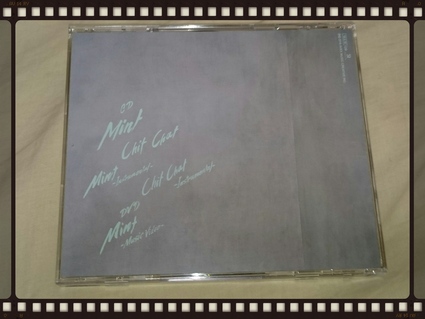 CD
Mint
Chit Chat
Mint
~Instrumental~
Chit Chat
~Instrumental~
DVD
Mint
~Music Video~